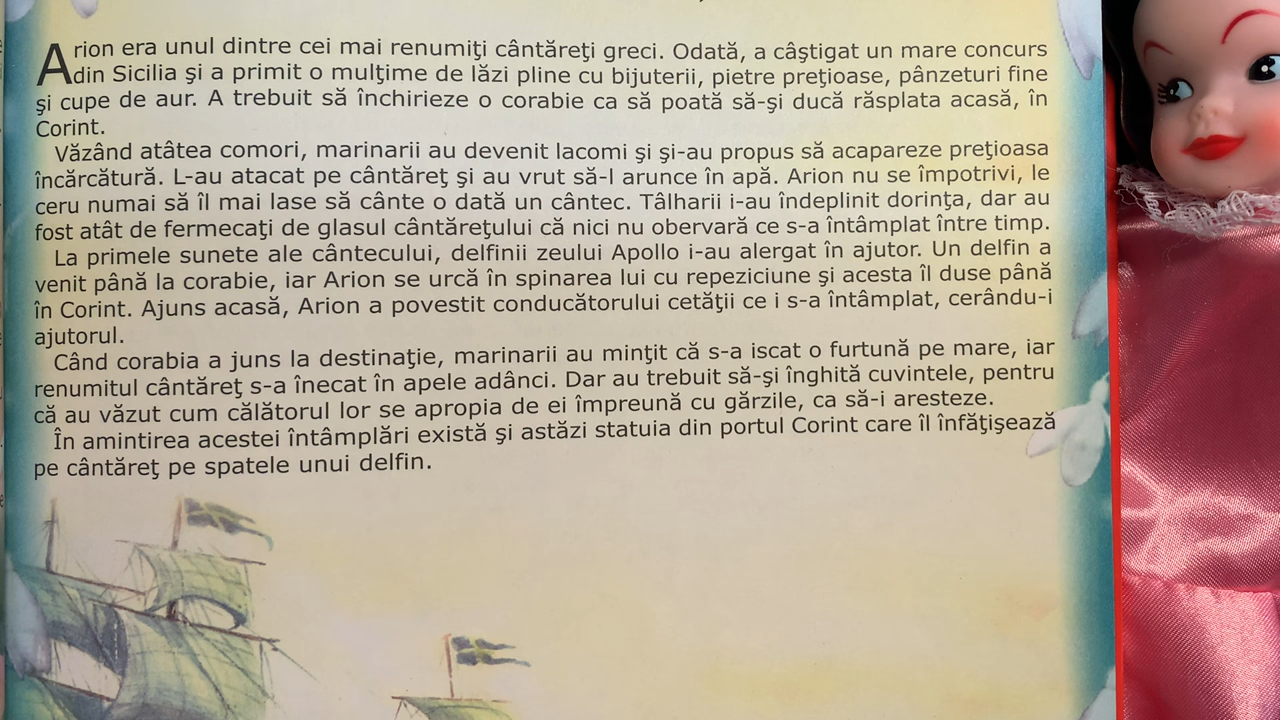 Arion era unul dintre cei mai renumiţi cântăreţi greci. Odată, a câştigat un mare concurs
din Sicilia şi a primit o mulţime de lăzi pline cu bijuterii, pietre preţioase, pânzeturi fine
şi cupe de aur. A trebuit să închirieze o corabie ca să poată să-şi ducă răsplata acasă, în
Corint.
Văzând atâtea comori, marinarii au devenit lacomi şi şi-au propus să acapareze preţioasa
încărcătură. L-au atacat pe cântăreţ şi au vrut să-l arunce în apă. Arion nu se împotrivi, le
ceru numai să îl mai lase să cânte o dată un cântec. Tâlharii i-au îndeplinit dorinţa, dar au
fost atât de fermecaţi de glasul cântăreţului că nici nu obervară ce s-a întâmplat între timp.
La primele sunete ale cântecului, delfinii zeului Apollo i-au alergat în ajutor. Un delfin a
venit până la corabie, iar Arion se urcă în spinarea lui cu repeziciune şi acesta îl duse până
în Corint. Ajuns acasă, Arion a povestit conducătorului cetăţii ce i s-a întâmplat, cerându-i
ajutorul.
Când corabia a juns la destinaţie, marinarii au minţit că s-a iscat o furtună pe mare, iar
renumitul cântăreţ s-a înecat în apele adânci. Dar au trebuit să-şi înghită cuvintele, pentru
că au văzut cum călătorul lor se apropia de ei împreună cu gărzile, ca să-i aresteze.
În amintirea acestei întâmplări există şi astăzi statuia din portul Corint care îl înfăţişează
pe cântăreţ pe spatele unui delfin.